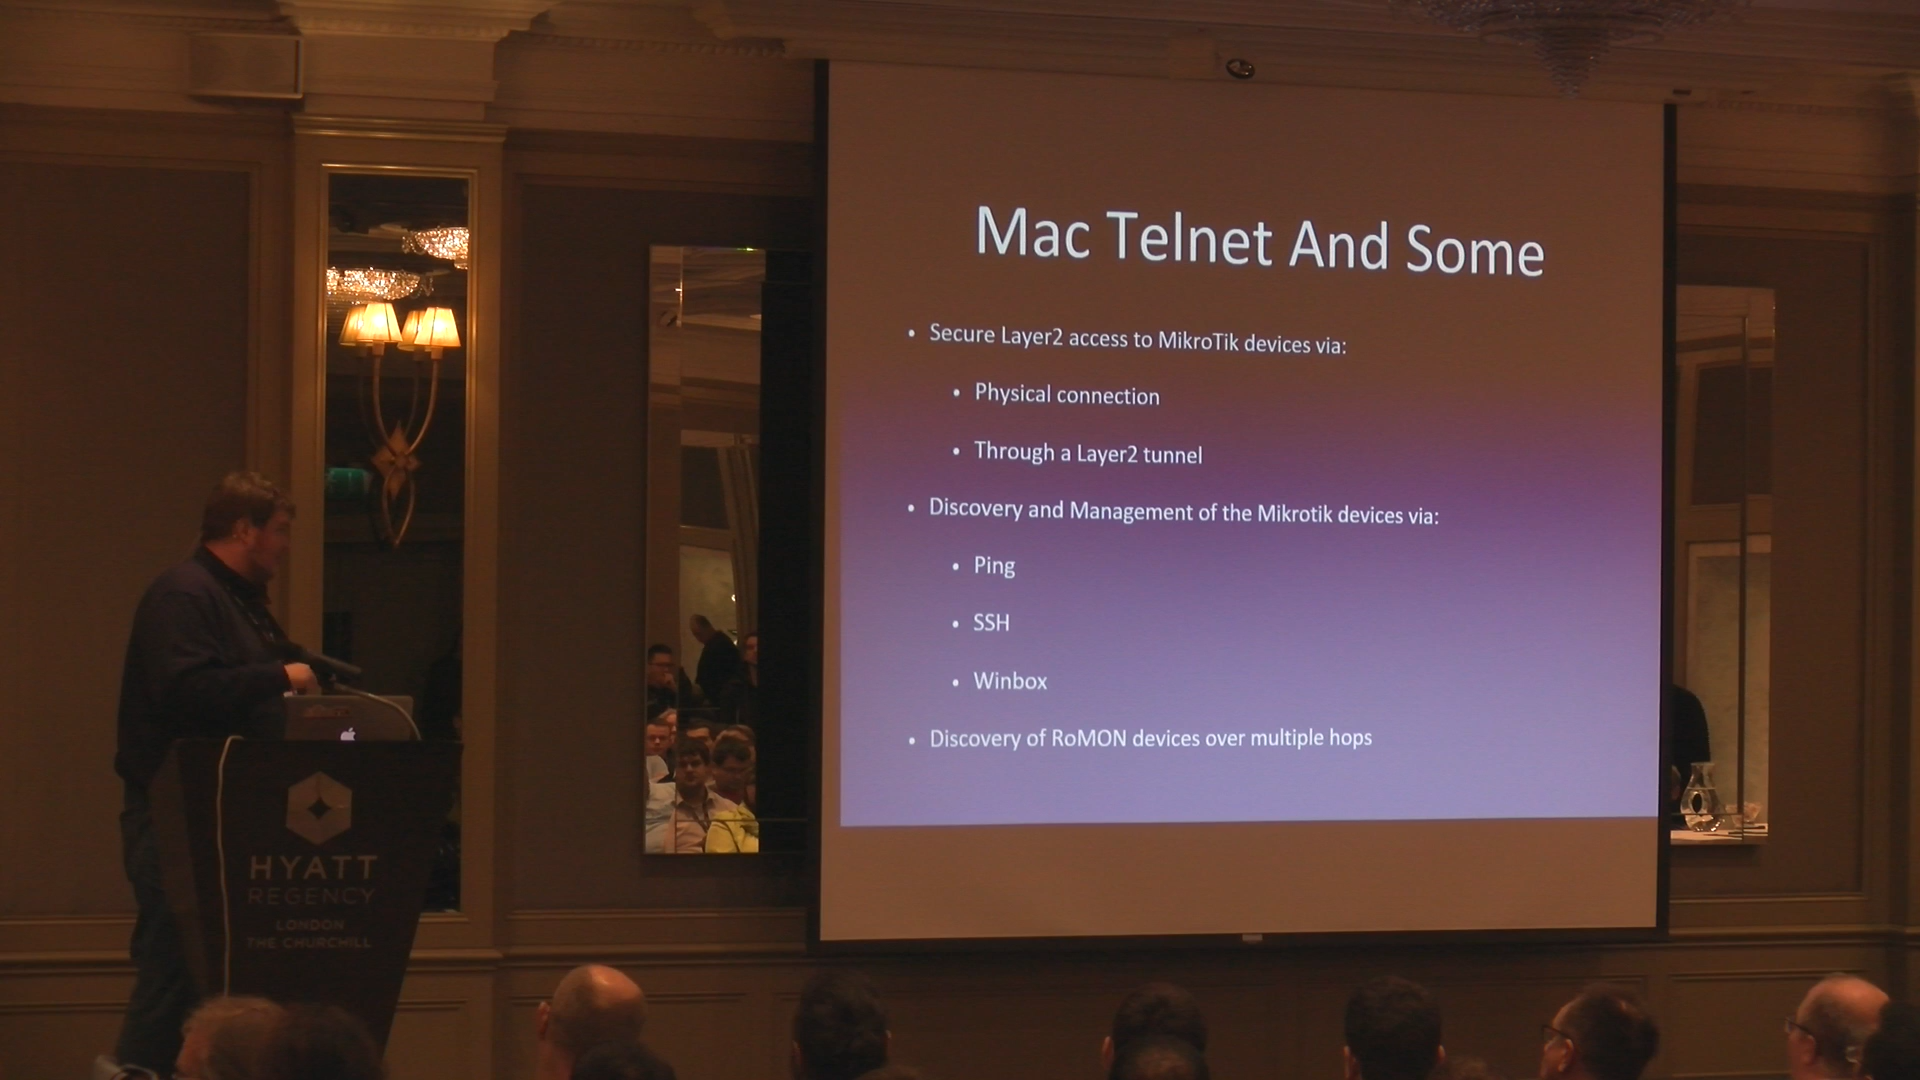 Mac Telnet And Some
• Secure Layer2 access to MikroTik devices via:
• Physical connection
• Through a Layer2 tunnel
• Discovery and Management of the Mikrotik devices via:
• Ping
• SSH
• Winbox
• Discovery of RoMON devices over multiple hops
HYATT
REGENCY
LONDON
THE CHURCHILL